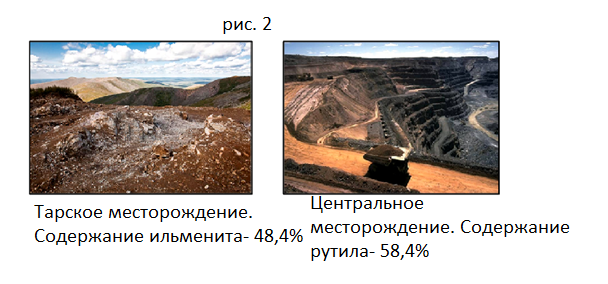 рис. 2
Тарское месторождение.
Содержание ильменита- 48,4%
Центральное
месторождение. Содержание
рутила- 58,4%